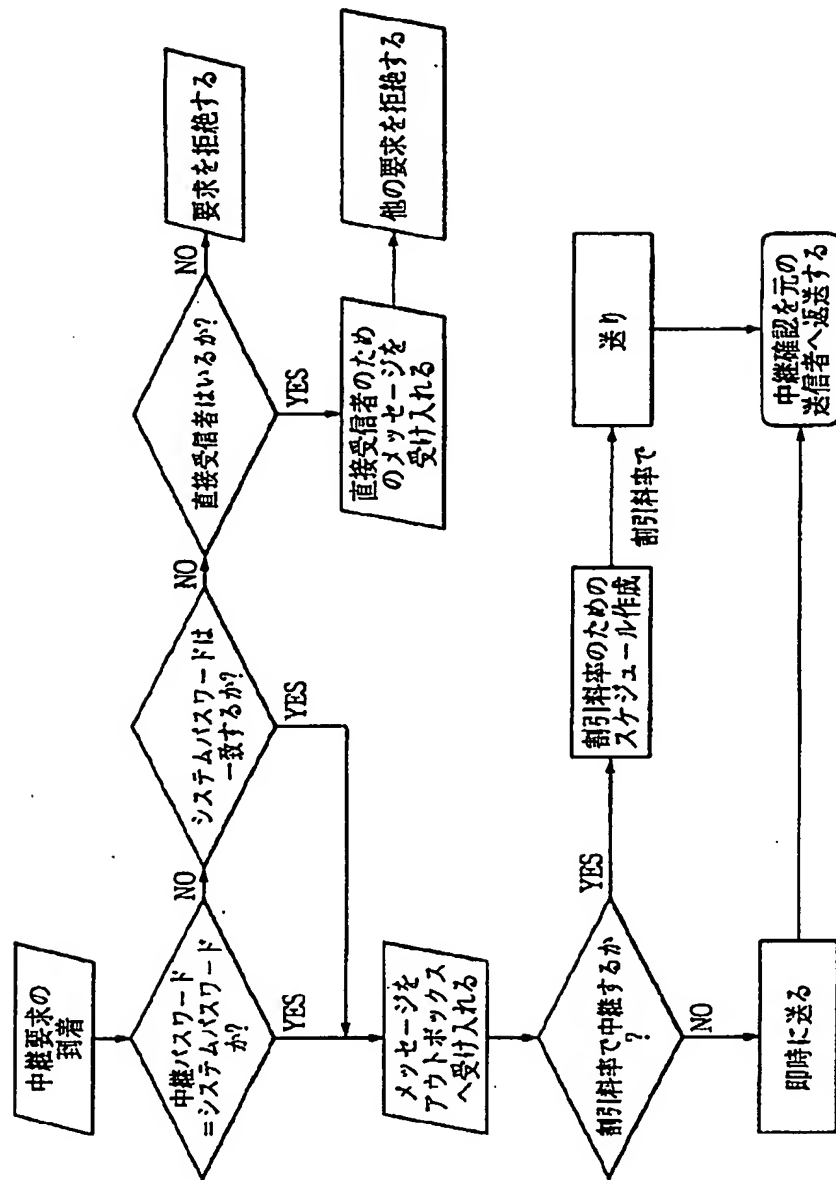 中継要求の
到着
中継パスワード
=システムパスワード
か?
NO
YES
システムパスワードは
一致するか?
NO
YES
直接受信者はいるか?
NO
要求を拒絶する
YES
直接受信者のため
のメッセージを
受け入れる
他の要求を拒絶する
メッセージを
アウトボックス
へ受け入れる
割引料率で中継するか
?
YES
割引料率のための
スケジュール作成
割引料率で
送り
NO
即時に送る
中継確認を元の
送信者へ返送する